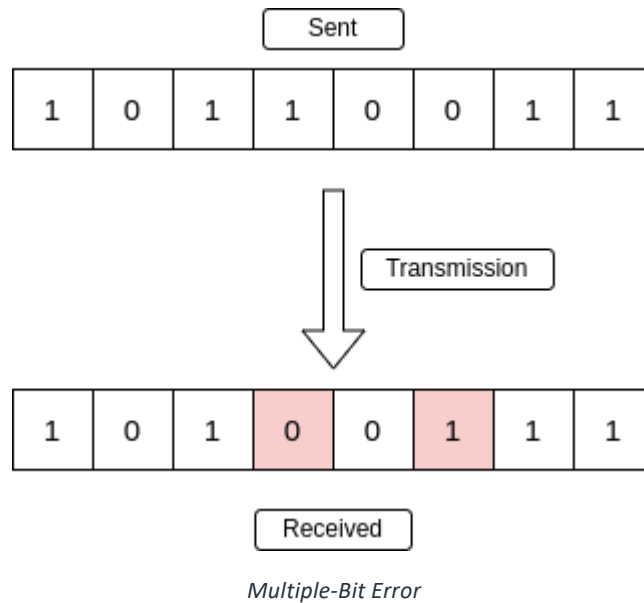 Sent
1 0 1 1 0 0 1 1
Transmission
1 0 1 0 0 1 1 1
Received
Multiple-Bit Error